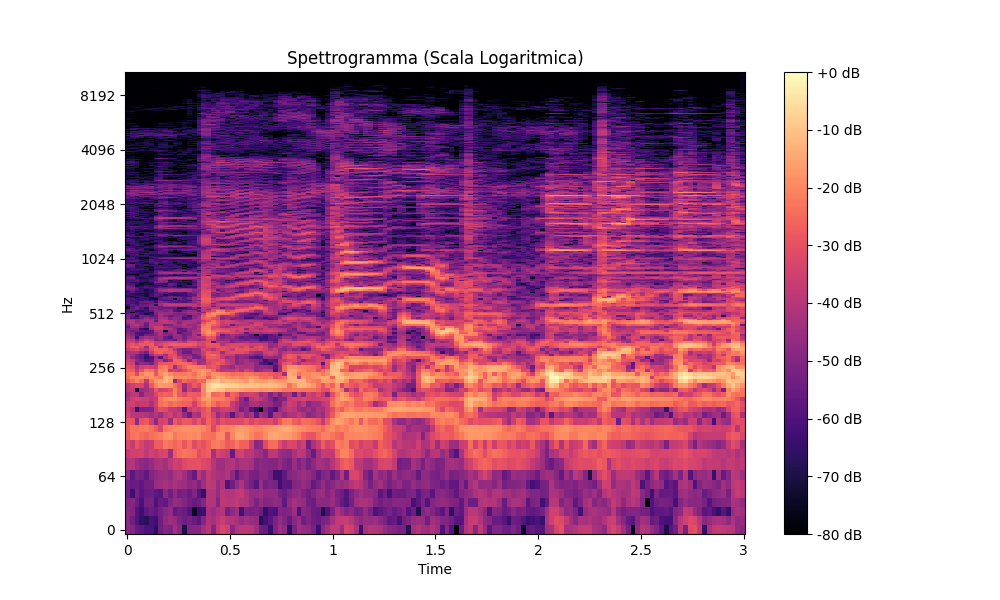 Spettrogramma (Scala Logaritmica)
8192
4096
2048
1024
512
256
128
64
0
Hz
0
0.5
1
1.5
2
2.5
3
Time
+0 dB
-10 dB
-20 dB
-30 dB
-40 dB
-50 dB
-60 dB
-70 dB
-80 dB